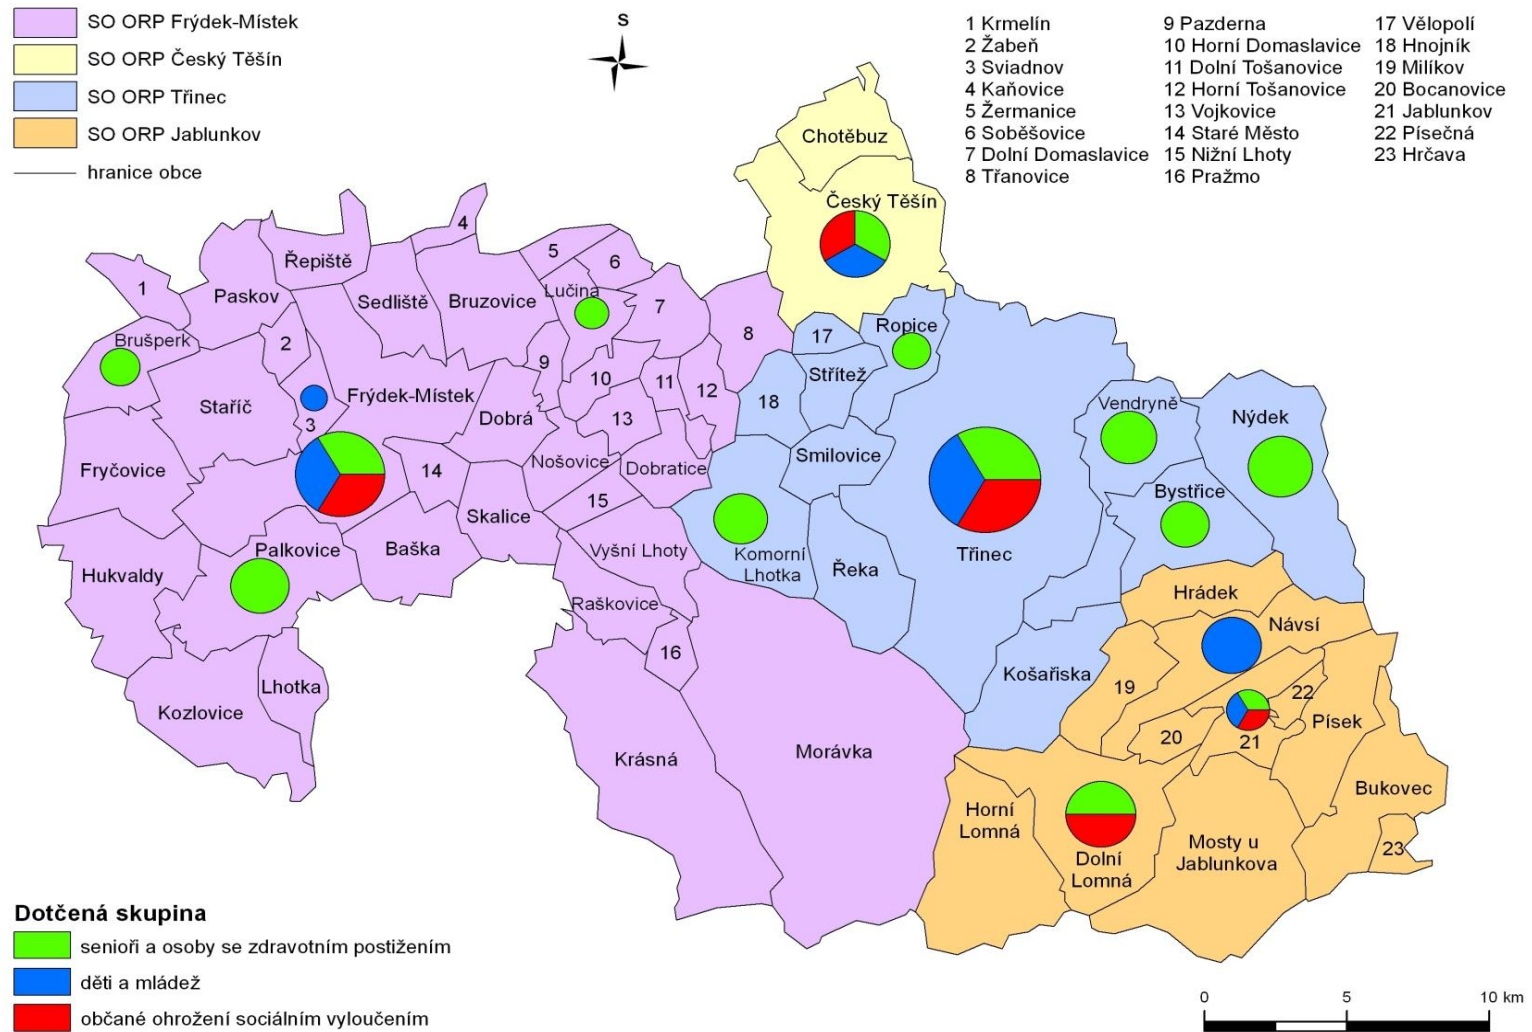 SO ORP Frýdek-Místek
SO ORP Český Těšín
SO ORP Třinec
SO ORP Jablunkov
hranice obce
S
1 Krmelín
2 Žabeň
3 Sviadnov
4 Kaňovice
5 Žermanice
6 Soběšovice
7 Dolní Domaslavice
8 Třanovice
9 Pazderna
10 Horní Domaslavice
11 Dolní Tošanovice
12 Horní Tošanovice
13 Vojkovice
14 Staré Město
15 Nižní Lhoty
16 Pražmo
17 Vělopolí
18 Hnojník
19 Milíkov
20 Bocanovice
21 Jablunkov
22 Písečná
23 Hrčava
Chotěbuz
Český Těšín
4
Řepiště
5
6
1
Paskov
Sedliště
Bruzovice
Lučina
7
8
17
Ropice
Brušperk
2
9
10
11
12
Střítež
18
Staříč
Frýdek-Místek
3
Dobrá
13
Vendryně
Nýdek
Fryčovice
14
Nošovice
Dobratice
Smilovice
Bystřice
15
Skalice
Palkovice
Baška
Vyšní Lhoty
Komorní
Lhotka
Řeka
Třinec
Hukvaldy
Raškovice
16
Hrádek
Návsí
Lhotka
Kozlovice
Košařiska
19
22
Písek
20
21
Krásná
Morávka
Horní
Lomná
Dolní
Lomná
Mosty u
Jablunkova
Bukovec
23
Dotčená skupina
senioři a osoby se zdravotním postižením
děti a mládež
občané ohrožení sociálním vyloučením
0 5 10 km